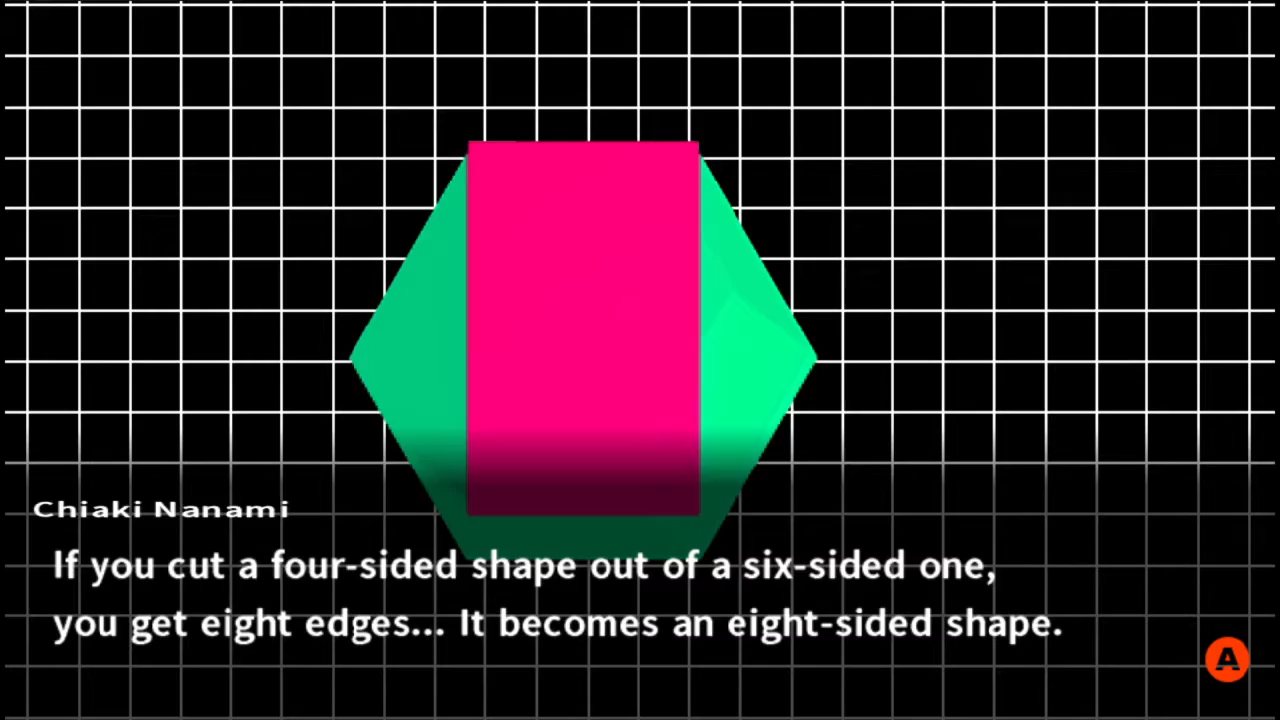 Chiaki Nanami
If you cut a four-sided shape out of a six-sided one,
you get eight edges... It becomes an eight-sided shape.
A